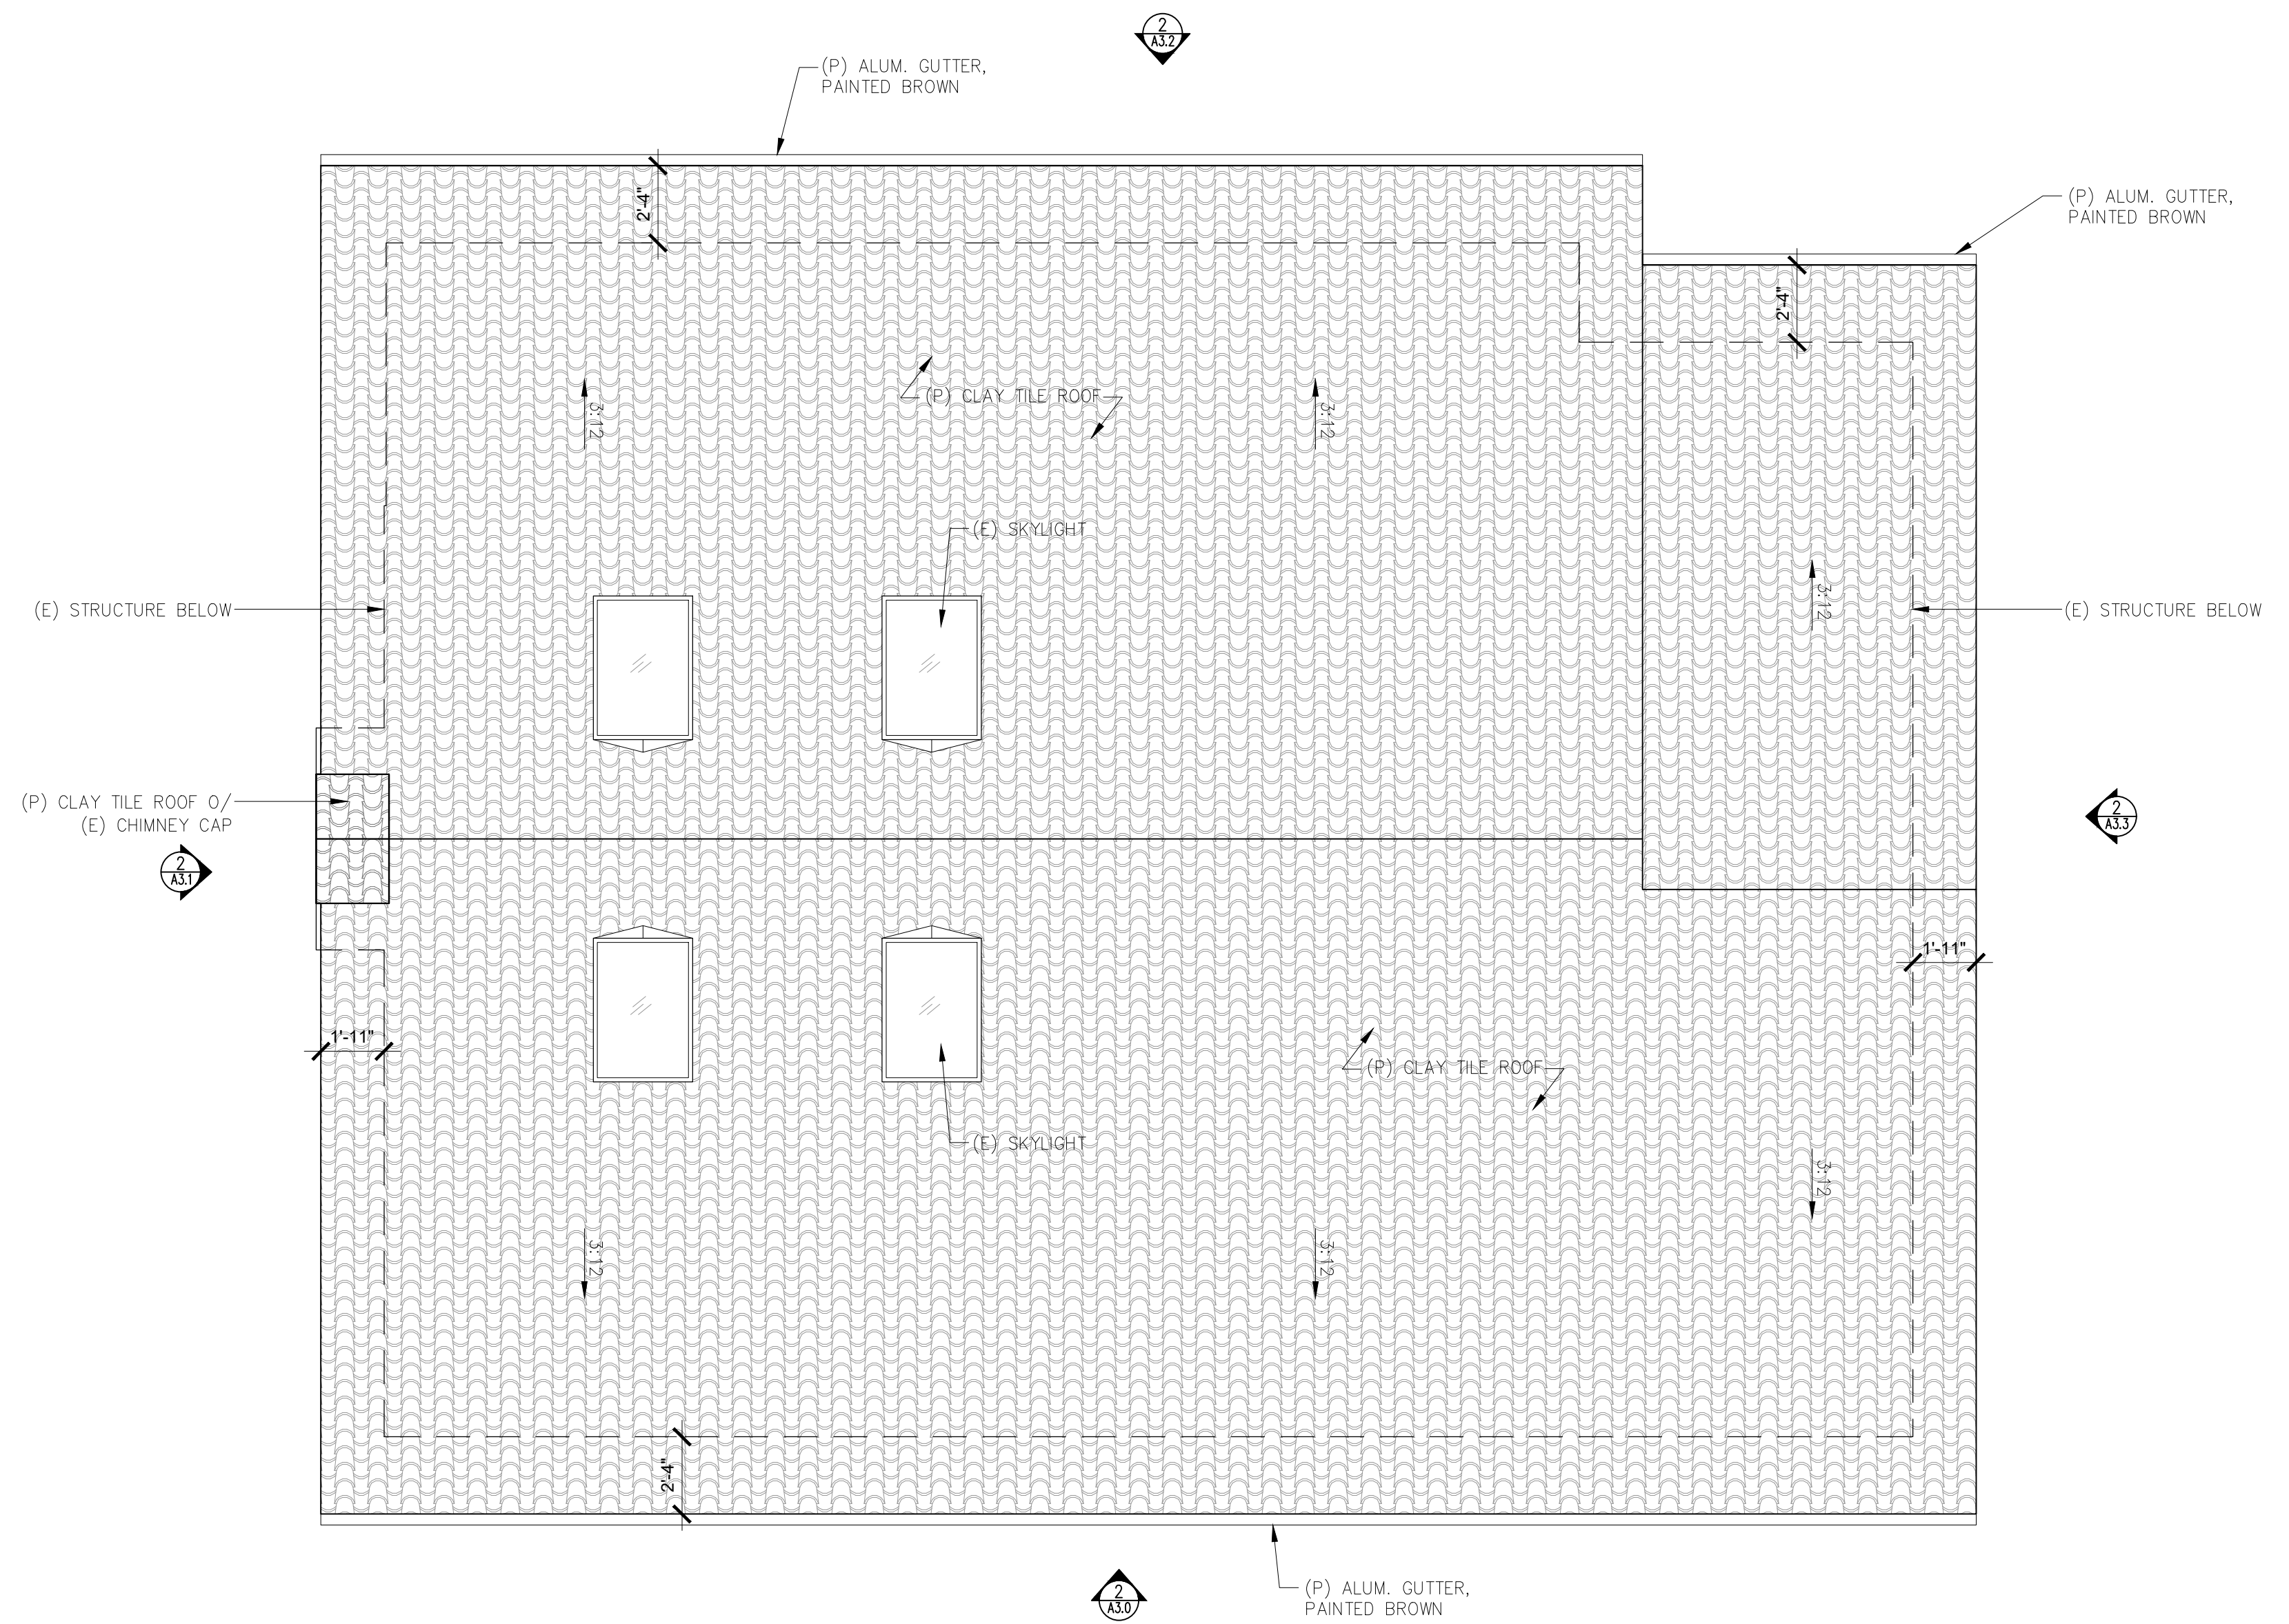 2
A3.2
(P) ALUM. GUTTER,
PAINTED BROWN
(P) ALUM. GUTTER,
PAINTED BROWN
2'-4"
2'-4"
(P) CLAY TILE ROOF
3:12
3:12
(E) SKYLIGHT
3:12
(E) STRUCTURE BELOW
(E) STRUCTURE BELOW
(P) CLAY TILE ROOF O/
(E) CHIMNEY CAP
2
A3.3
2
A3.1
1'-11"
1'-11"
(P) CLAY TILE ROOF
(E) SKYLIGHT
3:12
3:12
3:12
2'-4"
2
A3.0
(P) ALUM. GUTTER,
PAINTED BROWN